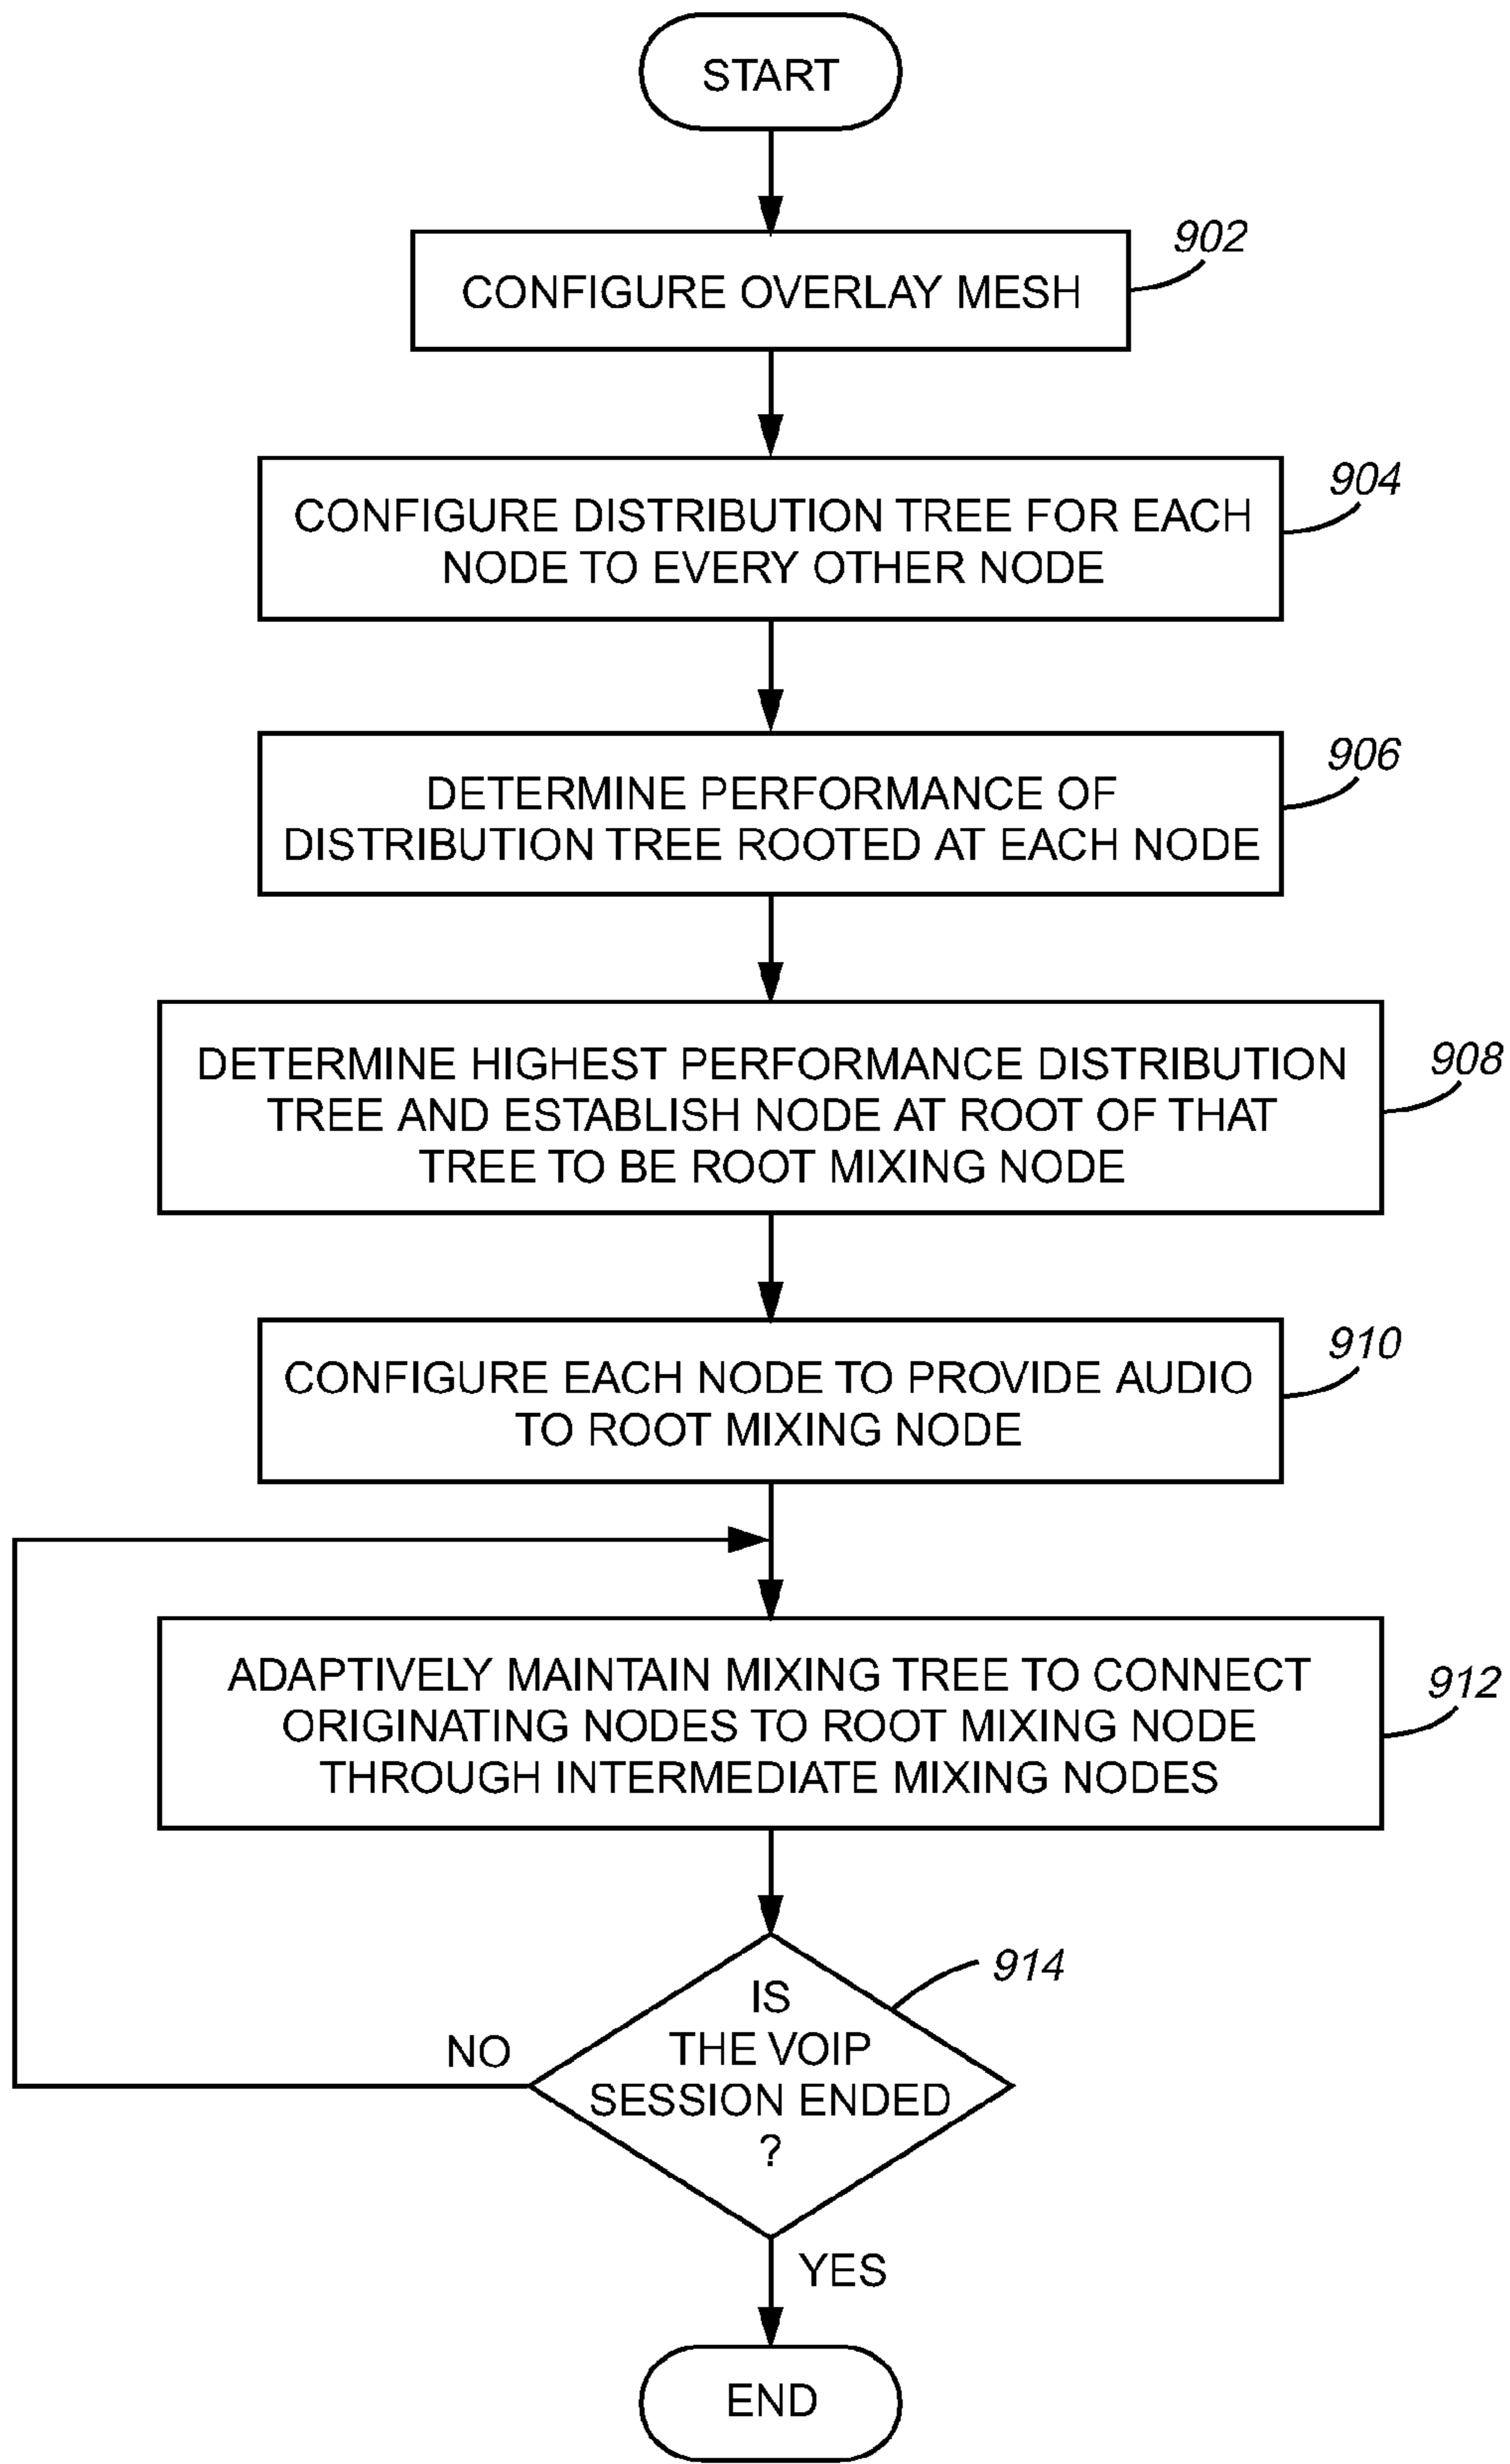 START
902
CONFIGURE OVERLAY MESH
904
CONFIGURE DISTRIBUTION TREE FOR EACH
NODE TO EVERY OTHER NODE
906
DETERMINE PERFORMANCE OF
DISTRIBUTION TREE ROOTED AT EACH NODE
908
DETERMINE HIGHEST PERFORMANCE DISTRIBUTION
TREE AND ESTABLISH NODE AT ROOT OF THAT
TREE TO BE ROOT MIXING NODE
910
CONFIGURE EACH NODE TO PROVIDE AUDIO
TO ROOT MIXING NODE
912
ADAPTIVELY MAINTAIN MIXING TREE TO CONNECT
ORIGINATING NODES TO ROOT MIXING NODE
THROUGH INTERMEDIATE MIXING NODES
914
IS
THE VOIP
SESSION ENDED
?
NO
YES
END